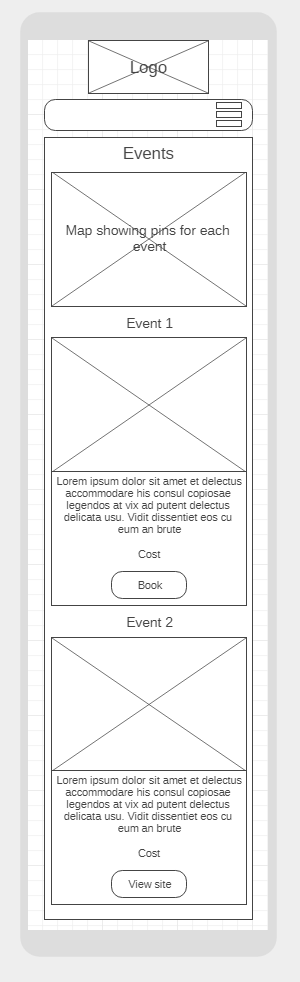 Logo
Events
Map showing pins for each
event
Event 1
Lorem ipsum dolor sit amet et delectus
accommodare his consul copiosae
legendos at vix ad putent delectus
delicata usu. Vidit dissentiet eos cu
eum an brute
Cost
Book
Event 2
Lorem ipsum dolor sit amet et delectus
accommodare his consul copiosae
legendos at vix ad putent delectus
delicata usu. Vidit dissentiet eos cu
eum an brute
Cost
View site